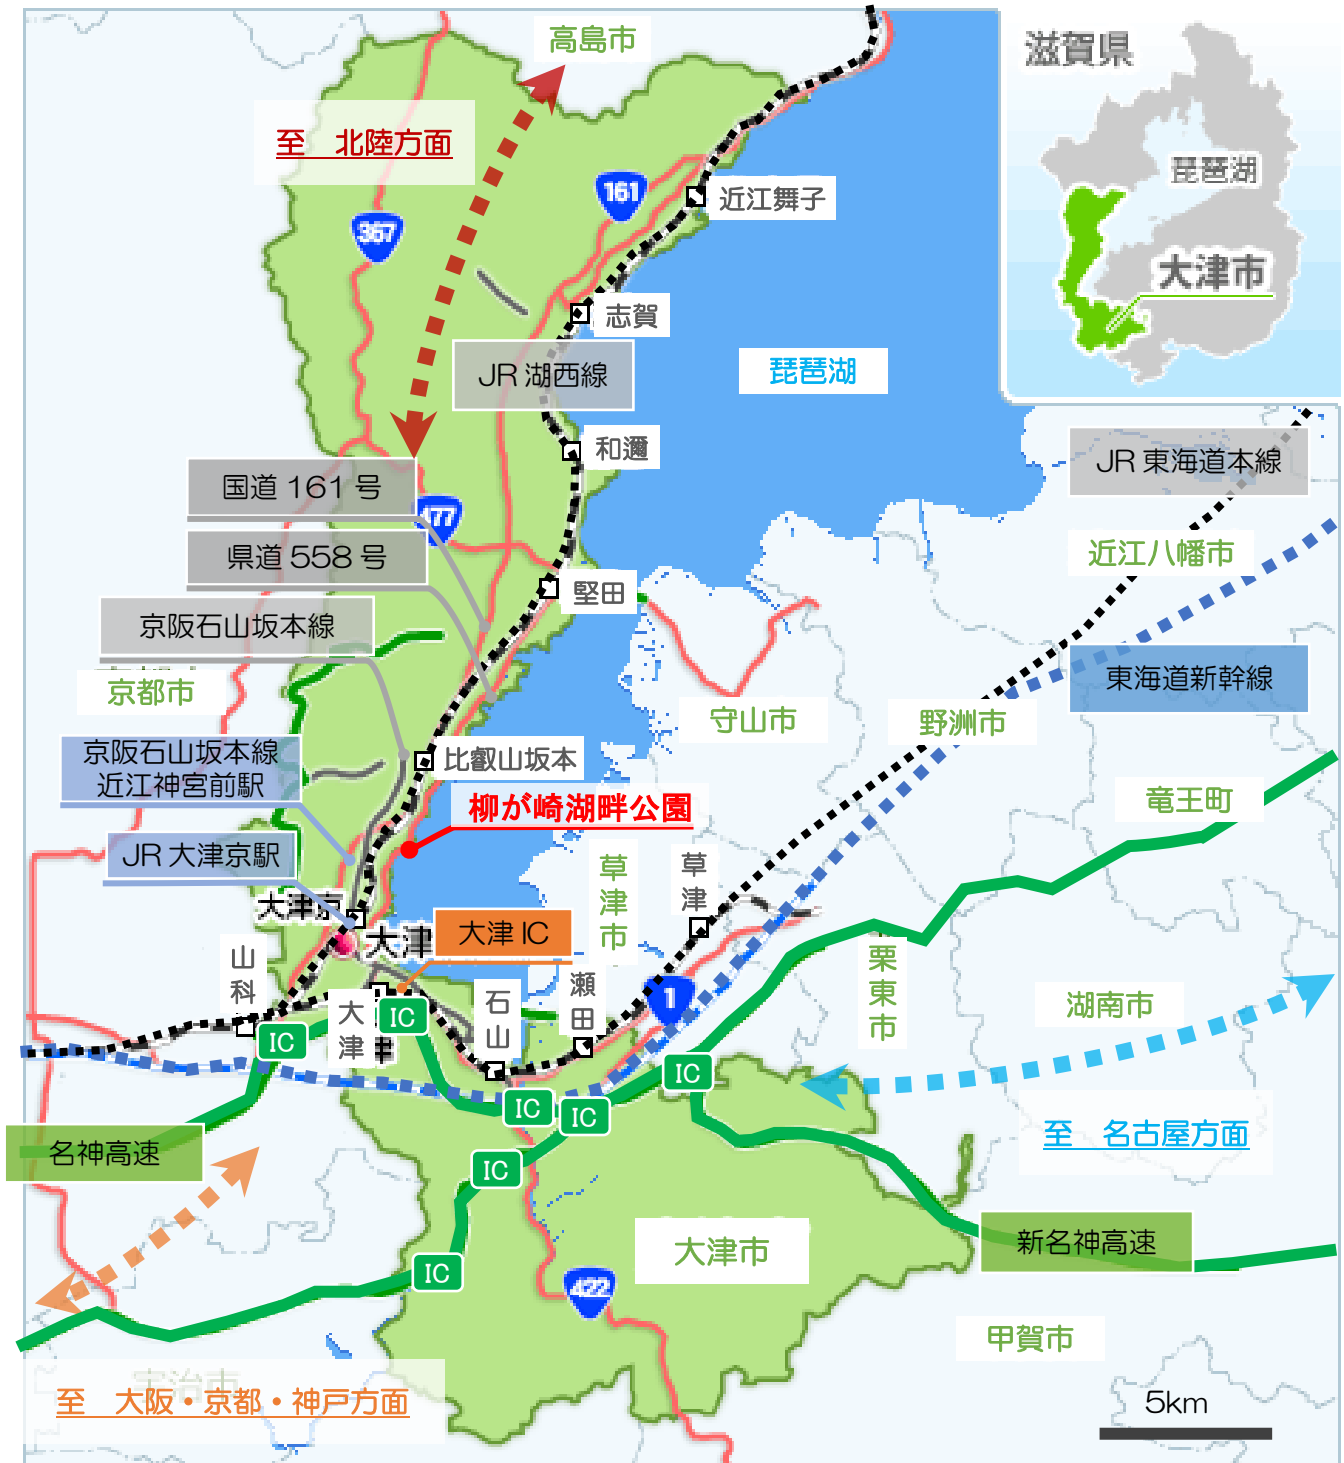 高島市
滋賀県
至 北陸方面
琵琶湖
161
近江舞子
367
大津市
志賀
JR 湖西線
琵琶湖
和邇
JR 東海道本線
国道 161 号
477
近江八幡市
県道 558 号
堅田
京阪石山坂本線
京都市
東海道新幹線
守山市
野洲市
京阪石山坂本線
近江神宮前駅
比叡山坂本
柳が崎湖畔公園
竜王町
JR 大津京駅
草津市
草津
大津京
大津
大津 IC
山科
栗東市
石山
瀬田
1
湖南市
大津
IC
IC
IC
IC
IC
IC
IC
至 名古屋方面
名神高速
大津市
新名神高速
422
甲賀市
宇治市
至 大阪・京都・神戸方面
5km